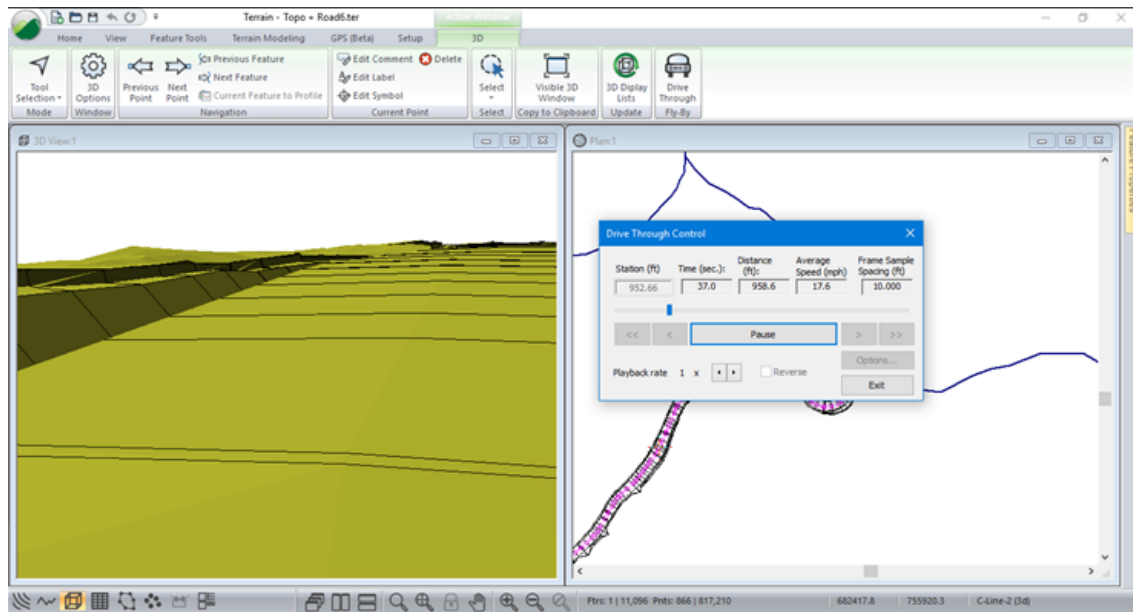 Terrain - Topo + Road6.ter
Active Window
Home View Feature Tools Terrain Modeling GPS (Beta) Setup 3D
Tool Selection
Mode
3D Options
Window
Previous Point
Next Point
Previous Feature
Next Feature
Current Feature to Profile
Navigation
Edit Comment Delete
Edit Label
Edit Symbol
Current Point
Select
Select
Visible 3D Window
Copy to Clipboard
3D Diplay Lists
Update
Drive Through
Fly-By
3D View:1
Plan:1
Feature Properties
Drive Through Control
Station (ft) Time (sec.): Distance (ft): Average Speed (mph) Frame Sample Spacing (ft)
952.66 37.0 958.6 17.6 10.000
<< < Pause > >>
Options...
Playback rate 1 x Reverse
Exit
Ftrs: 1 | 11,096 Pnts: 866 | 817,210 682417.8 755920.3 C-Line-2 (3d)